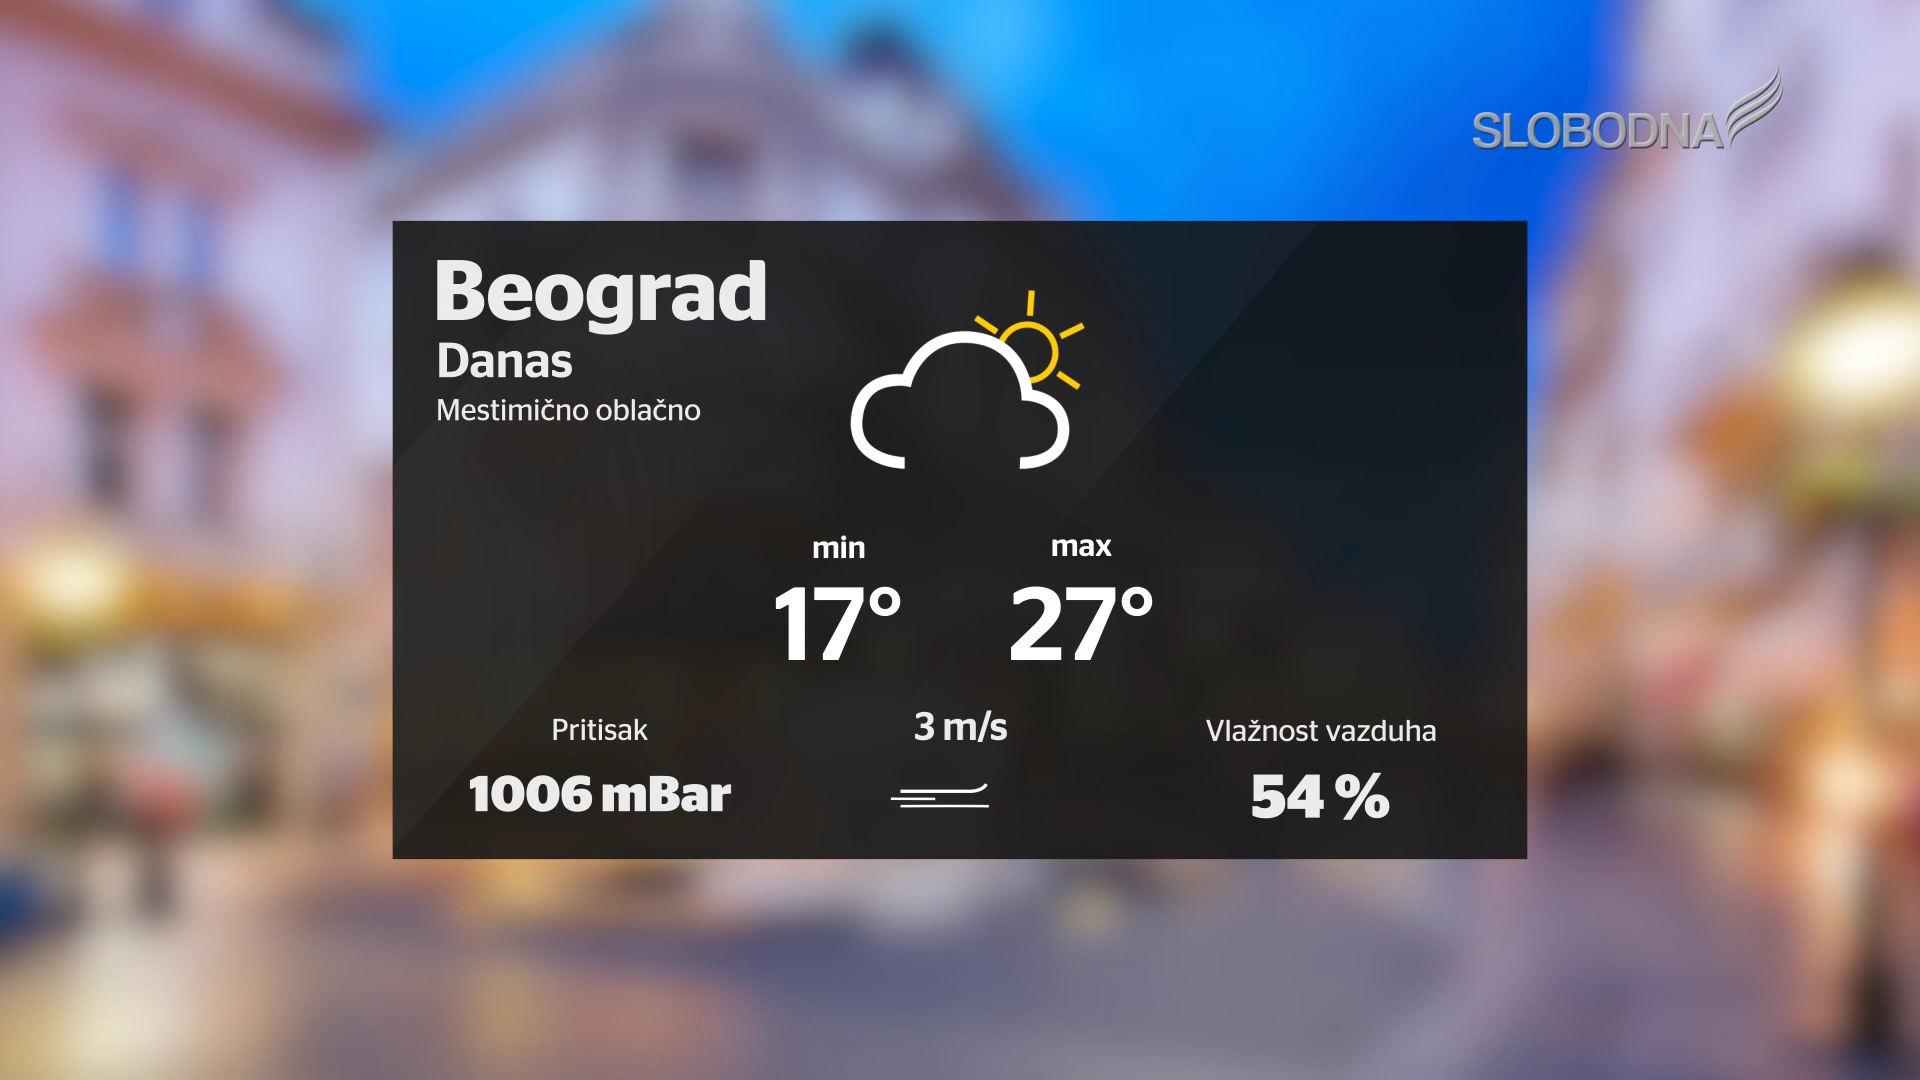 SLOBODNA
Beograd
Danas
Mestimično oblačno
min
max
17°
27°
Pritisak
3 m/s
Vlažnost vazduha
1006 mBar
54 %